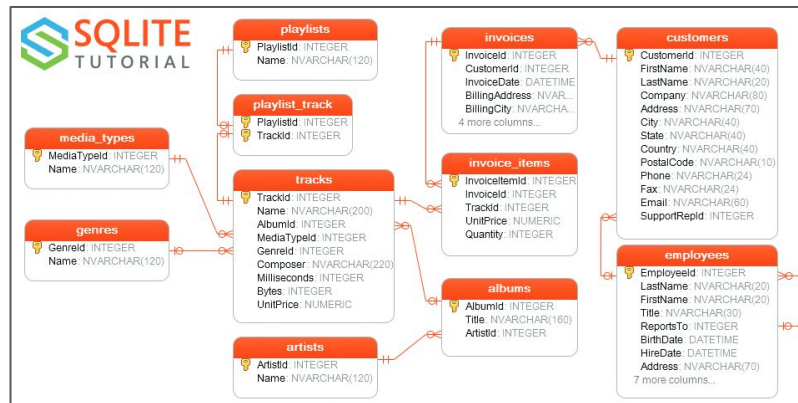 SQLITE
TUTORIAL
playlists
PlaylistId: INTEGER
Name: NVARCHAR(120)
playlist_track
PlaylistId: INTEGER
TrackId: INTEGER
media_types
MediaTypeId: INTEGER
Name: NVARCHAR(120)
genres
GenreId: INTEGER
Name: NVARCHAR(120)
tracks
TrackId: INTEGER
Name: NVARCHAR(200)
AlbumId: INTEGER
MediaTypeId: INTEGER
GenreId: INTEGER
Composer: NVARCHAR(220)
Milliseconds: INTEGER
Bytes: INTEGER
UnitPrice: NUMERIC
artists
ArtistId: INTEGER
Name: NVARCHAR(120)
invoices
InvoiceId: INTEGER
CustomerId: INTEGER
InvoiceDate: DATETIME
BillingAddress: NVAR...
BillingCity: NVARCHA...
4 more columns...
invoice_items
InvoiceItemId: INTEGER
InvoiceId: INTEGER
TrackId: INTEGER
UnitPrice: NUMERIC
Quantity: INTEGER
albums
AlbumId: INTEGER
Title: NVARCHAR(160)
ArtistId: INTEGER
customers
CustomerId: INTEGER
FirstName: NVARCHAR(40)
LastName: NVARCHAR(20)
Company: NVARCHAR(80)
Address: NVARCHAR(70)
City: NVARCHAR(40)
State: NVARCHAR(40)
Country: NVARCHAR(40)
PostalCode: NVARCHAR(10)
Phone: NVARCHAR(24)
Fax: NVARCHAR(24)
Email: NVARCHAR(60)
SupportRepId: INTEGER
employees
EmployeeId: INTEGER
LastName: NVARCHAR(20)
FirstName: NVARCHAR(20)
Title: NVARCHAR(30)
ReportsTo: INTEGER
BirthDate: DATETIME
HireDate: DATETIME
Address: NVARCHAR(70)
7 more columns...